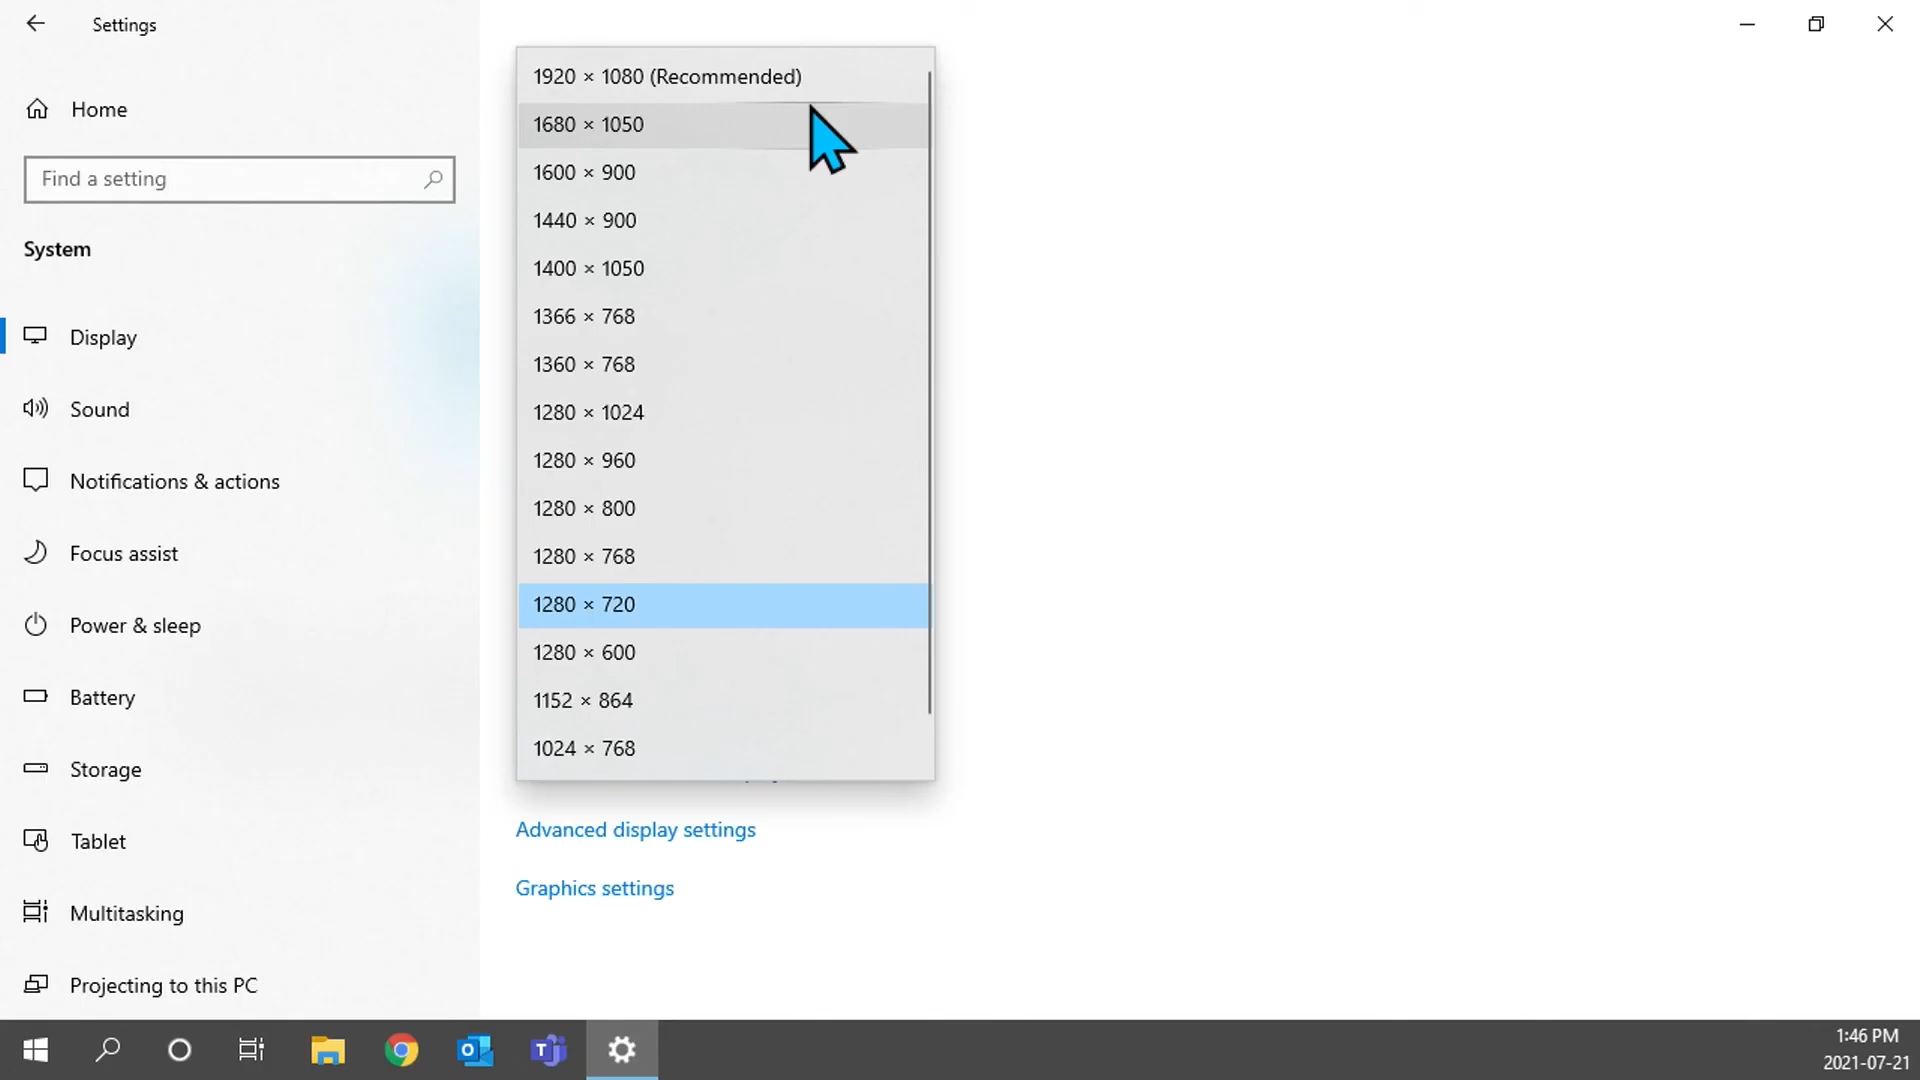 Settings
Home
Find a setting
System
Display
Sound
Notifications & actions
Focus assist
Power & sleep
Battery
Storage
Tablet
Multitasking
Projecting to this PC
1920 × 1080 (Recommended)
1680 × 1050
1600 × 900
1440 × 900
1400 × 1050
1366 × 768
1360 × 768
1280 × 1024
1280 × 960
1280 × 800
1280 × 768
1280 × 720
1280 × 600
1152 × 864
1024 × 768
Advanced display settings
Graphics settings
1:46 PM
2021-07-21